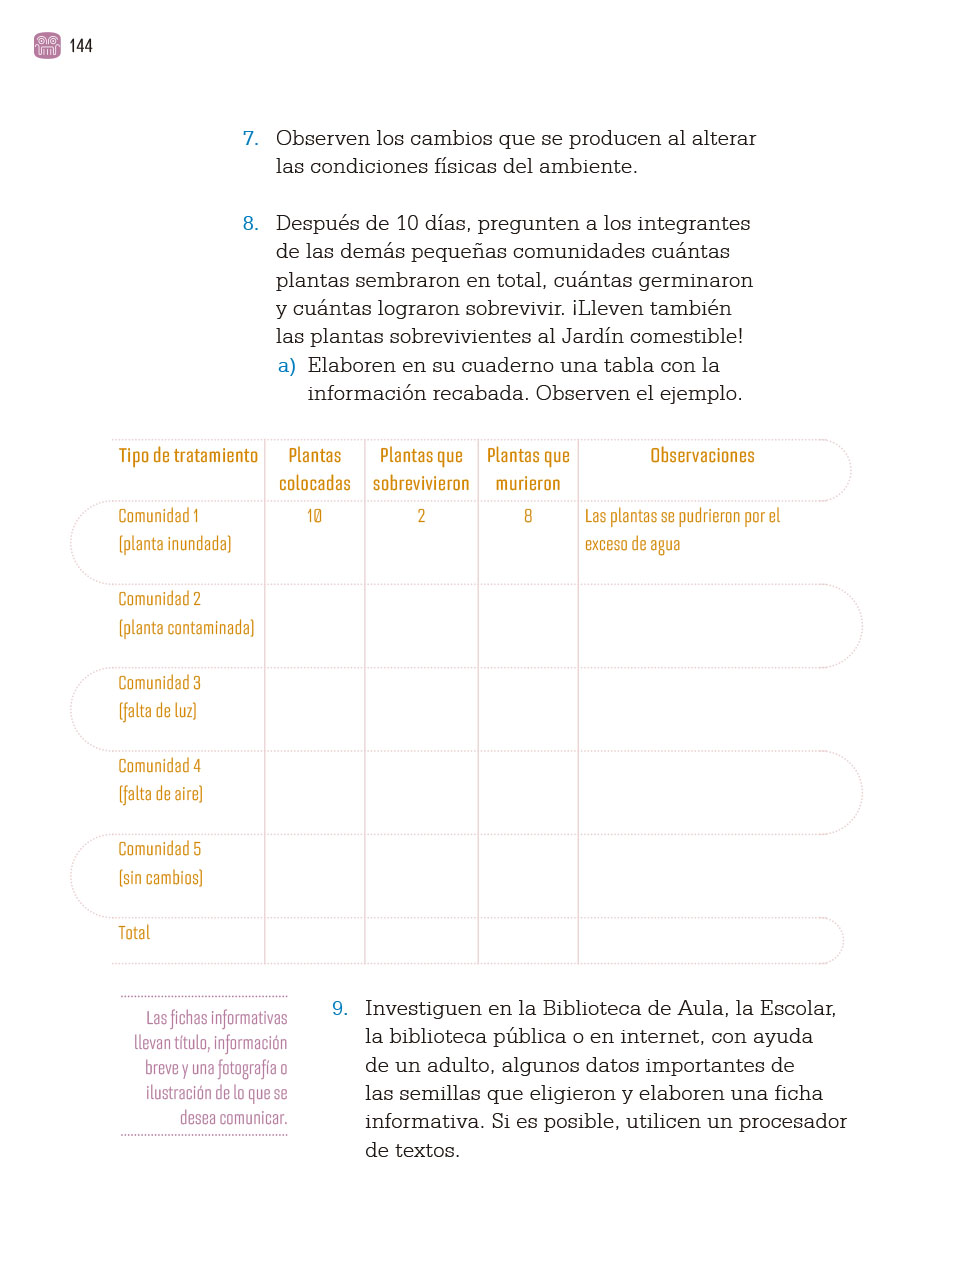 144
7. Observen los cambios que se producen al alterar
las condiciones físicas del ambiente.
8. Después de 10 días, pregunten a los integrantes
de las demás pequeñas comunidades cuántas
plantas sembraron en total, cuántas germinaron
y cuántas lograron sobrevivir. ¡Lleven también
las plantas sobrevivientes al Jardín comestible!
a) Elaboren en su cuaderno una tabla con la
información recabada. Observen el ejemplo.
Tipo de tratamiento Plantas Plantas que Plantas que Observaciones
colocadas sobrevivieron murieron
Comunidad 1 10 2 8 Las plantas se pudrieron por el
(planta inundada) exceso de agua
Comunidad 2
(planta contaminada)
Comunidad 3
(falta de luz)
Comunidad 4
(falta de aire)
Comunidad 5
(sin cambios)
Total
Las fichas informativas
llevan título, información
breve y una fotografía o
ilustración de lo que se
desea comunicar.
9. Investiguen en la Biblioteca de Aula, la Escolar,
la biblioteca pública o en internet, con ayuda
de un adulto, algunos datos importantes de
las semillas que eligieron y elaboren una ficha
informativa. Si es posible, utilicen un procesador
de textos.